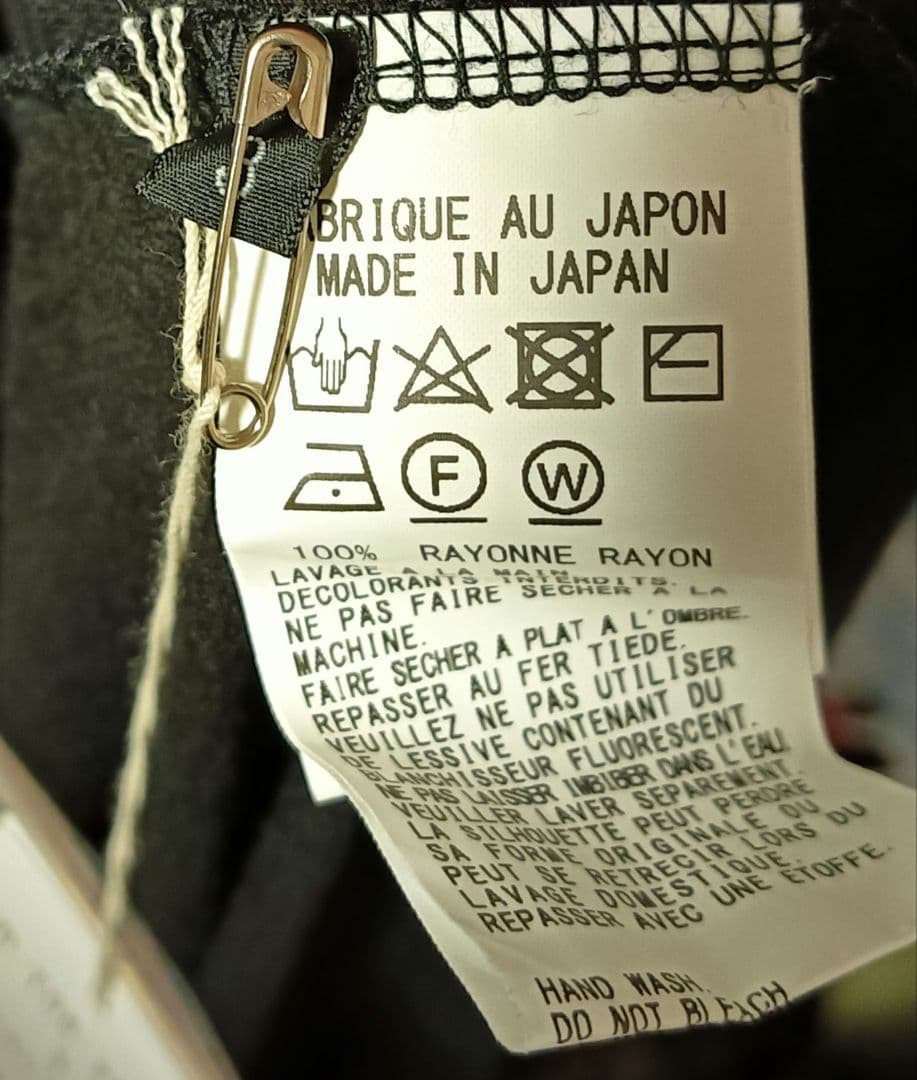 BRIQUE AU JAPON
MADE IN JAPAN
F W
100% RAYONNE RAYON
LAVAGE A LA MAIN
DECOLORANTS INTERDITS.
NE PAS FAIRE SECHER A LA
MACHINE.
FAIRE SECHER A PLAT A L'OMBRE.
REPASSER AU FER TIEDE.
VEUILLEZ NE PAS UTILISER
DE LESSIVE CONTENANT DU
BLANCHISSEUR FLUORESCENT.
NE PAS LAISSER IMBIBER DANS L'EAU
VEUILLER LAVER SEPAREMENT.
LA SILHOUETTE PEUT PERDRE
SA FORME ORIGINALE OU
PEUT SE RETRECIR LORS DU
LAVAGE DOMESTIQUE.
REPASSER AVEC UNE ETOFFE.
HAND WASH.
DO NOT BLEACH